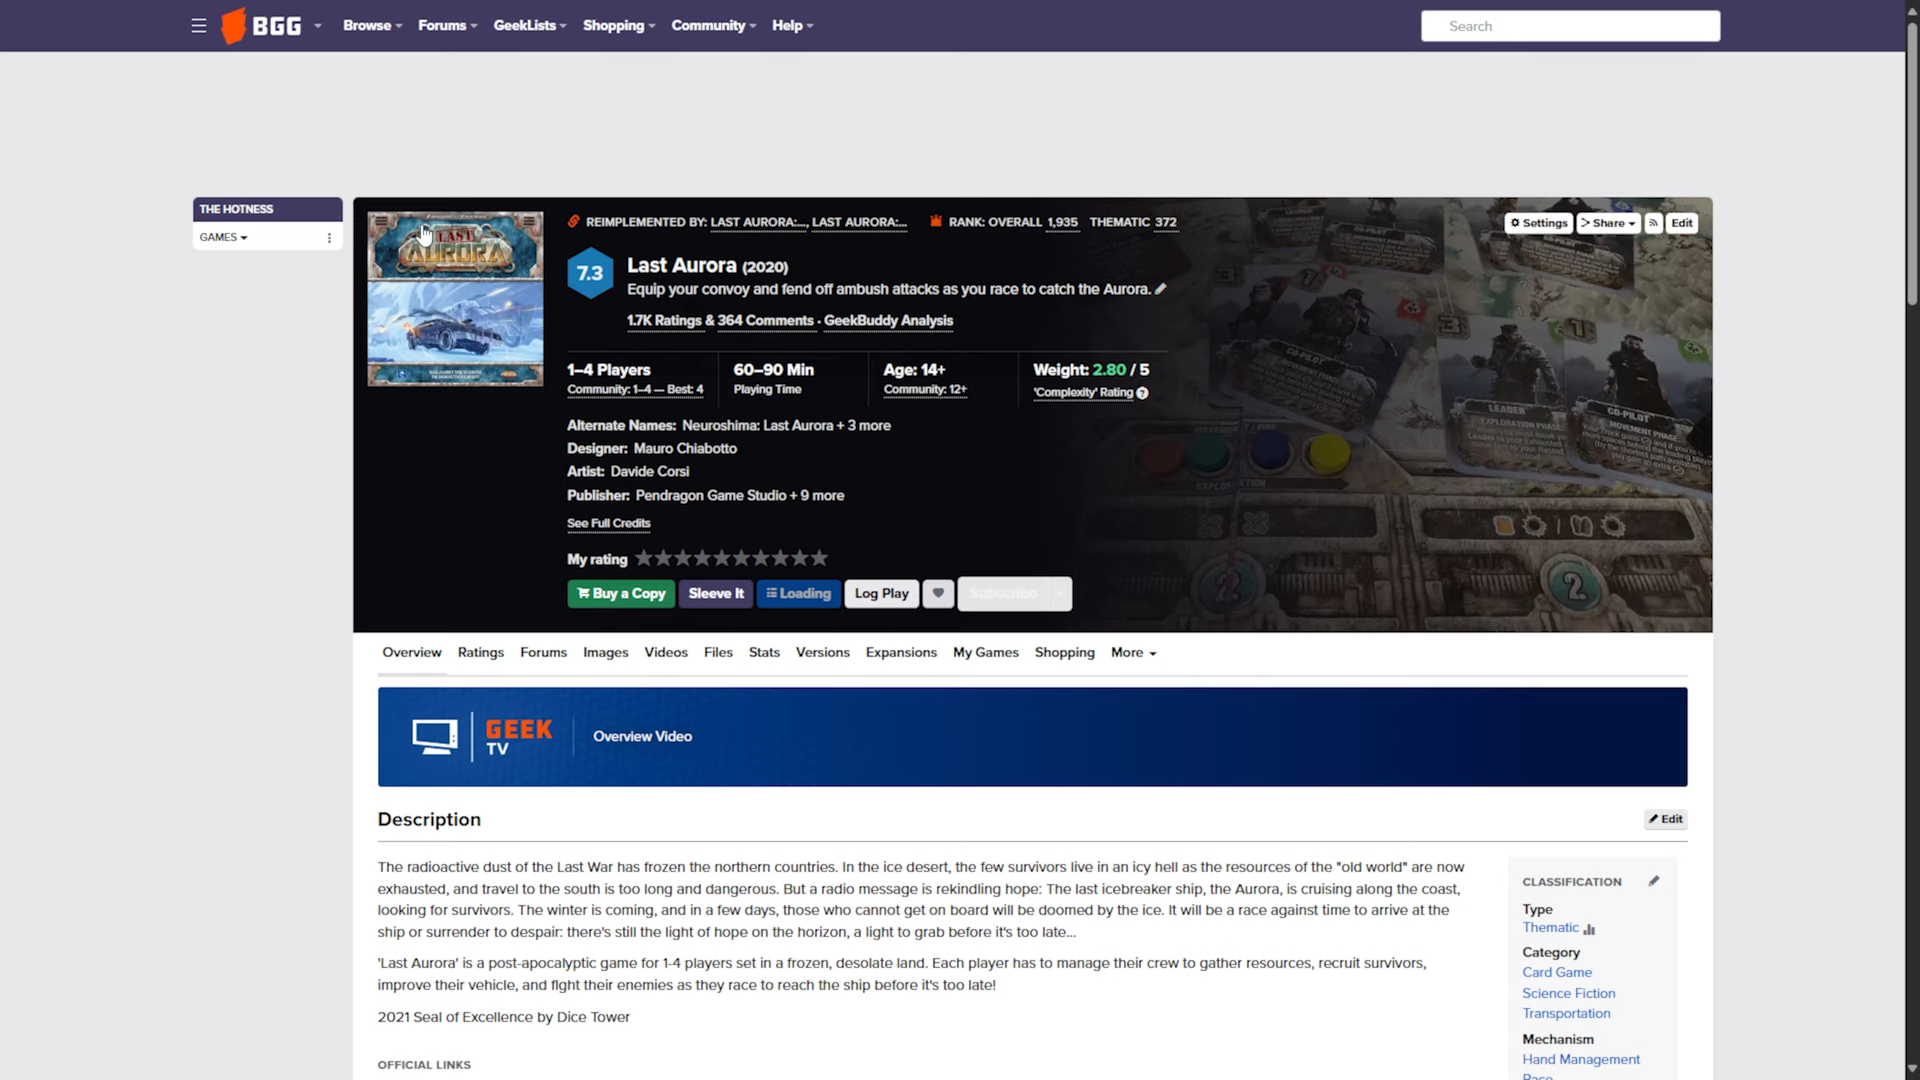 BGG
Browse
Forums
GeekLists
Shopping
Community
Help
Search
THE HOTNESS
GAMES
LAST
AURORA
REIMPLEMENTED BY: LAST AURORA:..., LAST AURORA:...
RANK: OVERALL 1,935 THEMATIC 372
Settings
Share
Edit
7.3
Last Aurora (2020)
Equip your convoy and fend off ambush attacks as you race to catch the Aurora.
1.7K Ratings & 364 Comments · GeekBuddy Analysis
1–4 Players
Community: 1–4 — Best: 4
60–90 Min
Playing Time
Age: 14+
Community: 12+
Weight: 2.80 / 5
'Complexity' Rating
Alternate Names: Neuroshima: Last Aurora + 3 more
Designer: Mauro Chiabotto
Artist: Davide Corsi
Publisher: Pendragon Game Studio + 9 more
See Full Credits
My rating
Buy a Copy
Sleeve It
Loading
Log Play
Subscribe
LEADER
EXPLORATION PHASE
CO-PILOT
MOVEMENT PHASE
CO-PILOT
2
2
Overview
Ratings
Forums
Images
Videos
Files
Stats
Versions
Expansions
My Games
Shopping
More
GEEK
TV
Overview Video
Description
Edit
The radioactive dust of the Last War has frozen the northern countries. In the ice desert, the few survivors live in an icy hell as the resources of the "old world" are now
exhausted, and travel to the south is too long and dangerous. But a radio message is rekindling hope: The last icebreaker ship, the Aurora, is cruising along the coast,
looking for survivors. The winter is coming, and in a few days, those who cannot get on board will be doomed by the ice. It will be a race against time to arrive at the
ship or surrender to despair: there's still the light of hope on the horizon, a light to grab before it's too late...
'Last Aurora' is a post-apocalyptic game for 1-4 players set in a frozen, desolate land. Each player has to manage their crew to gather resources, recruit survivors,
improve their vehicle, and fight their enemies as they race to reach the ship before it's too late!
2021 Seal of Excellence by Dice Tower
OFFICIAL LINKS
CLASSIFICATION
Type
Thematic
Category
Card Game
Science Fiction
Transportation
Mechanism
Hand Management
Race